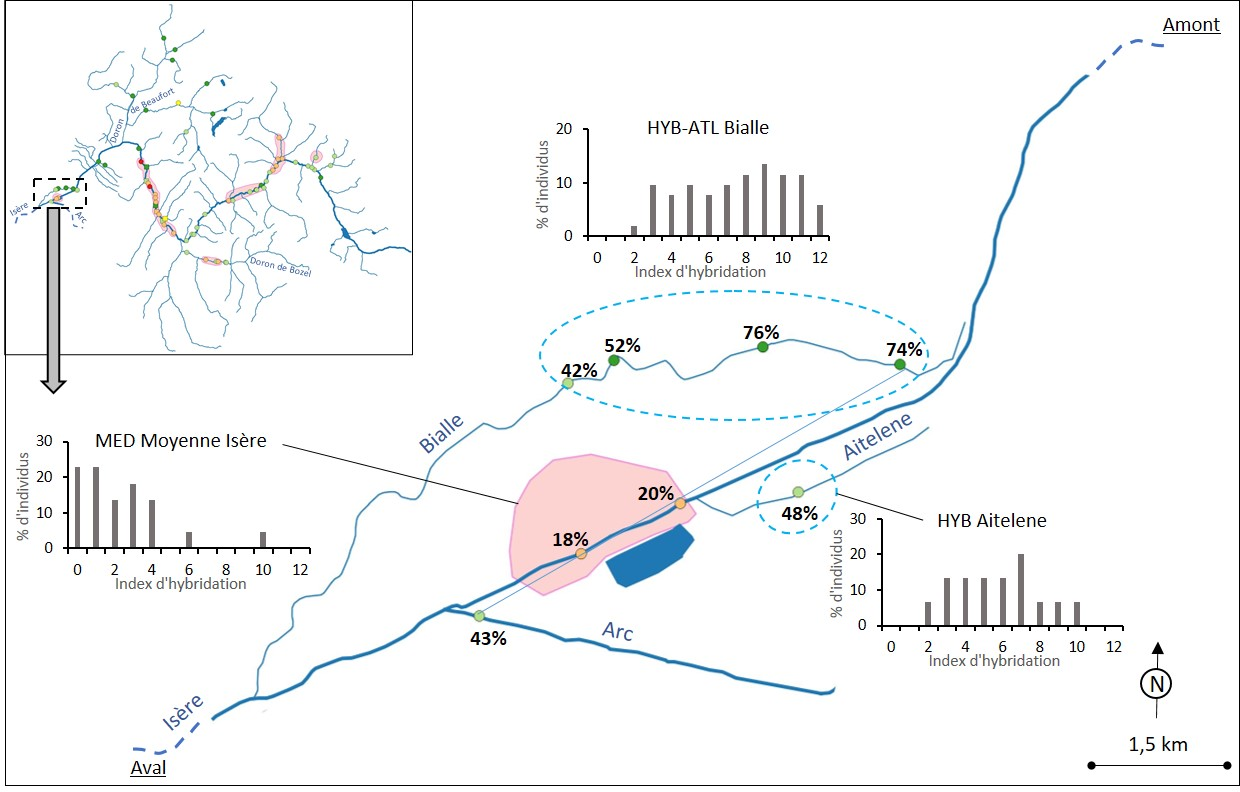 Amont
Doron
de Beaufort
Isère
Arc
Doron de Bozel
HYB-ATL Bialle
% d'individus
20
10
0
0 2 4 6 8 10 12
Index d'hybridation
42%
52%
76%
74%
Bialle
Aitelene
MED Moyenne Isère
% d'individus
30
20
10
0
0 2 4 6 8 10 12
Index d'hybridation
20%
18%
48%
43%
Arc
HYB Aitelene
% d'individus
30
20
10
0
0 2 4 6 8 10 12
Index d'hybridation
Isère
Aval
N
1,5 km